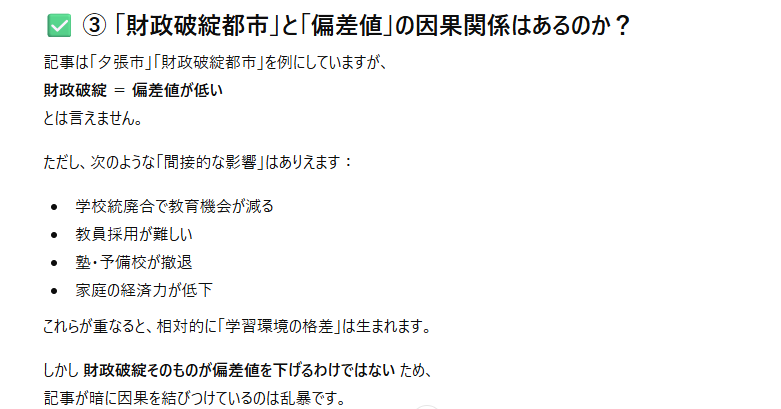 ✅ ③「財政破綻都市」と「偏差値」の因果関係はあるのか？
記事は「夕張市」「財政破綻都市」を例にしていますが、
財政破綻 ＝ 偏差値が低い
とは言えません。
ただし、次のような「間接的な影響」はありえます：
• 学校統廃合で教育機会が減る
• 教員採用が難しい
• 塾・予備校が撤退
• 家庭の経済力が低下
これらが重なると、相対的に「学習環境の格差」は生まれます。
しかし 財政破綻そのものが偏差値を下げるわけではない ため、
記事が暗に因果を結びつけているのは乱暴です。